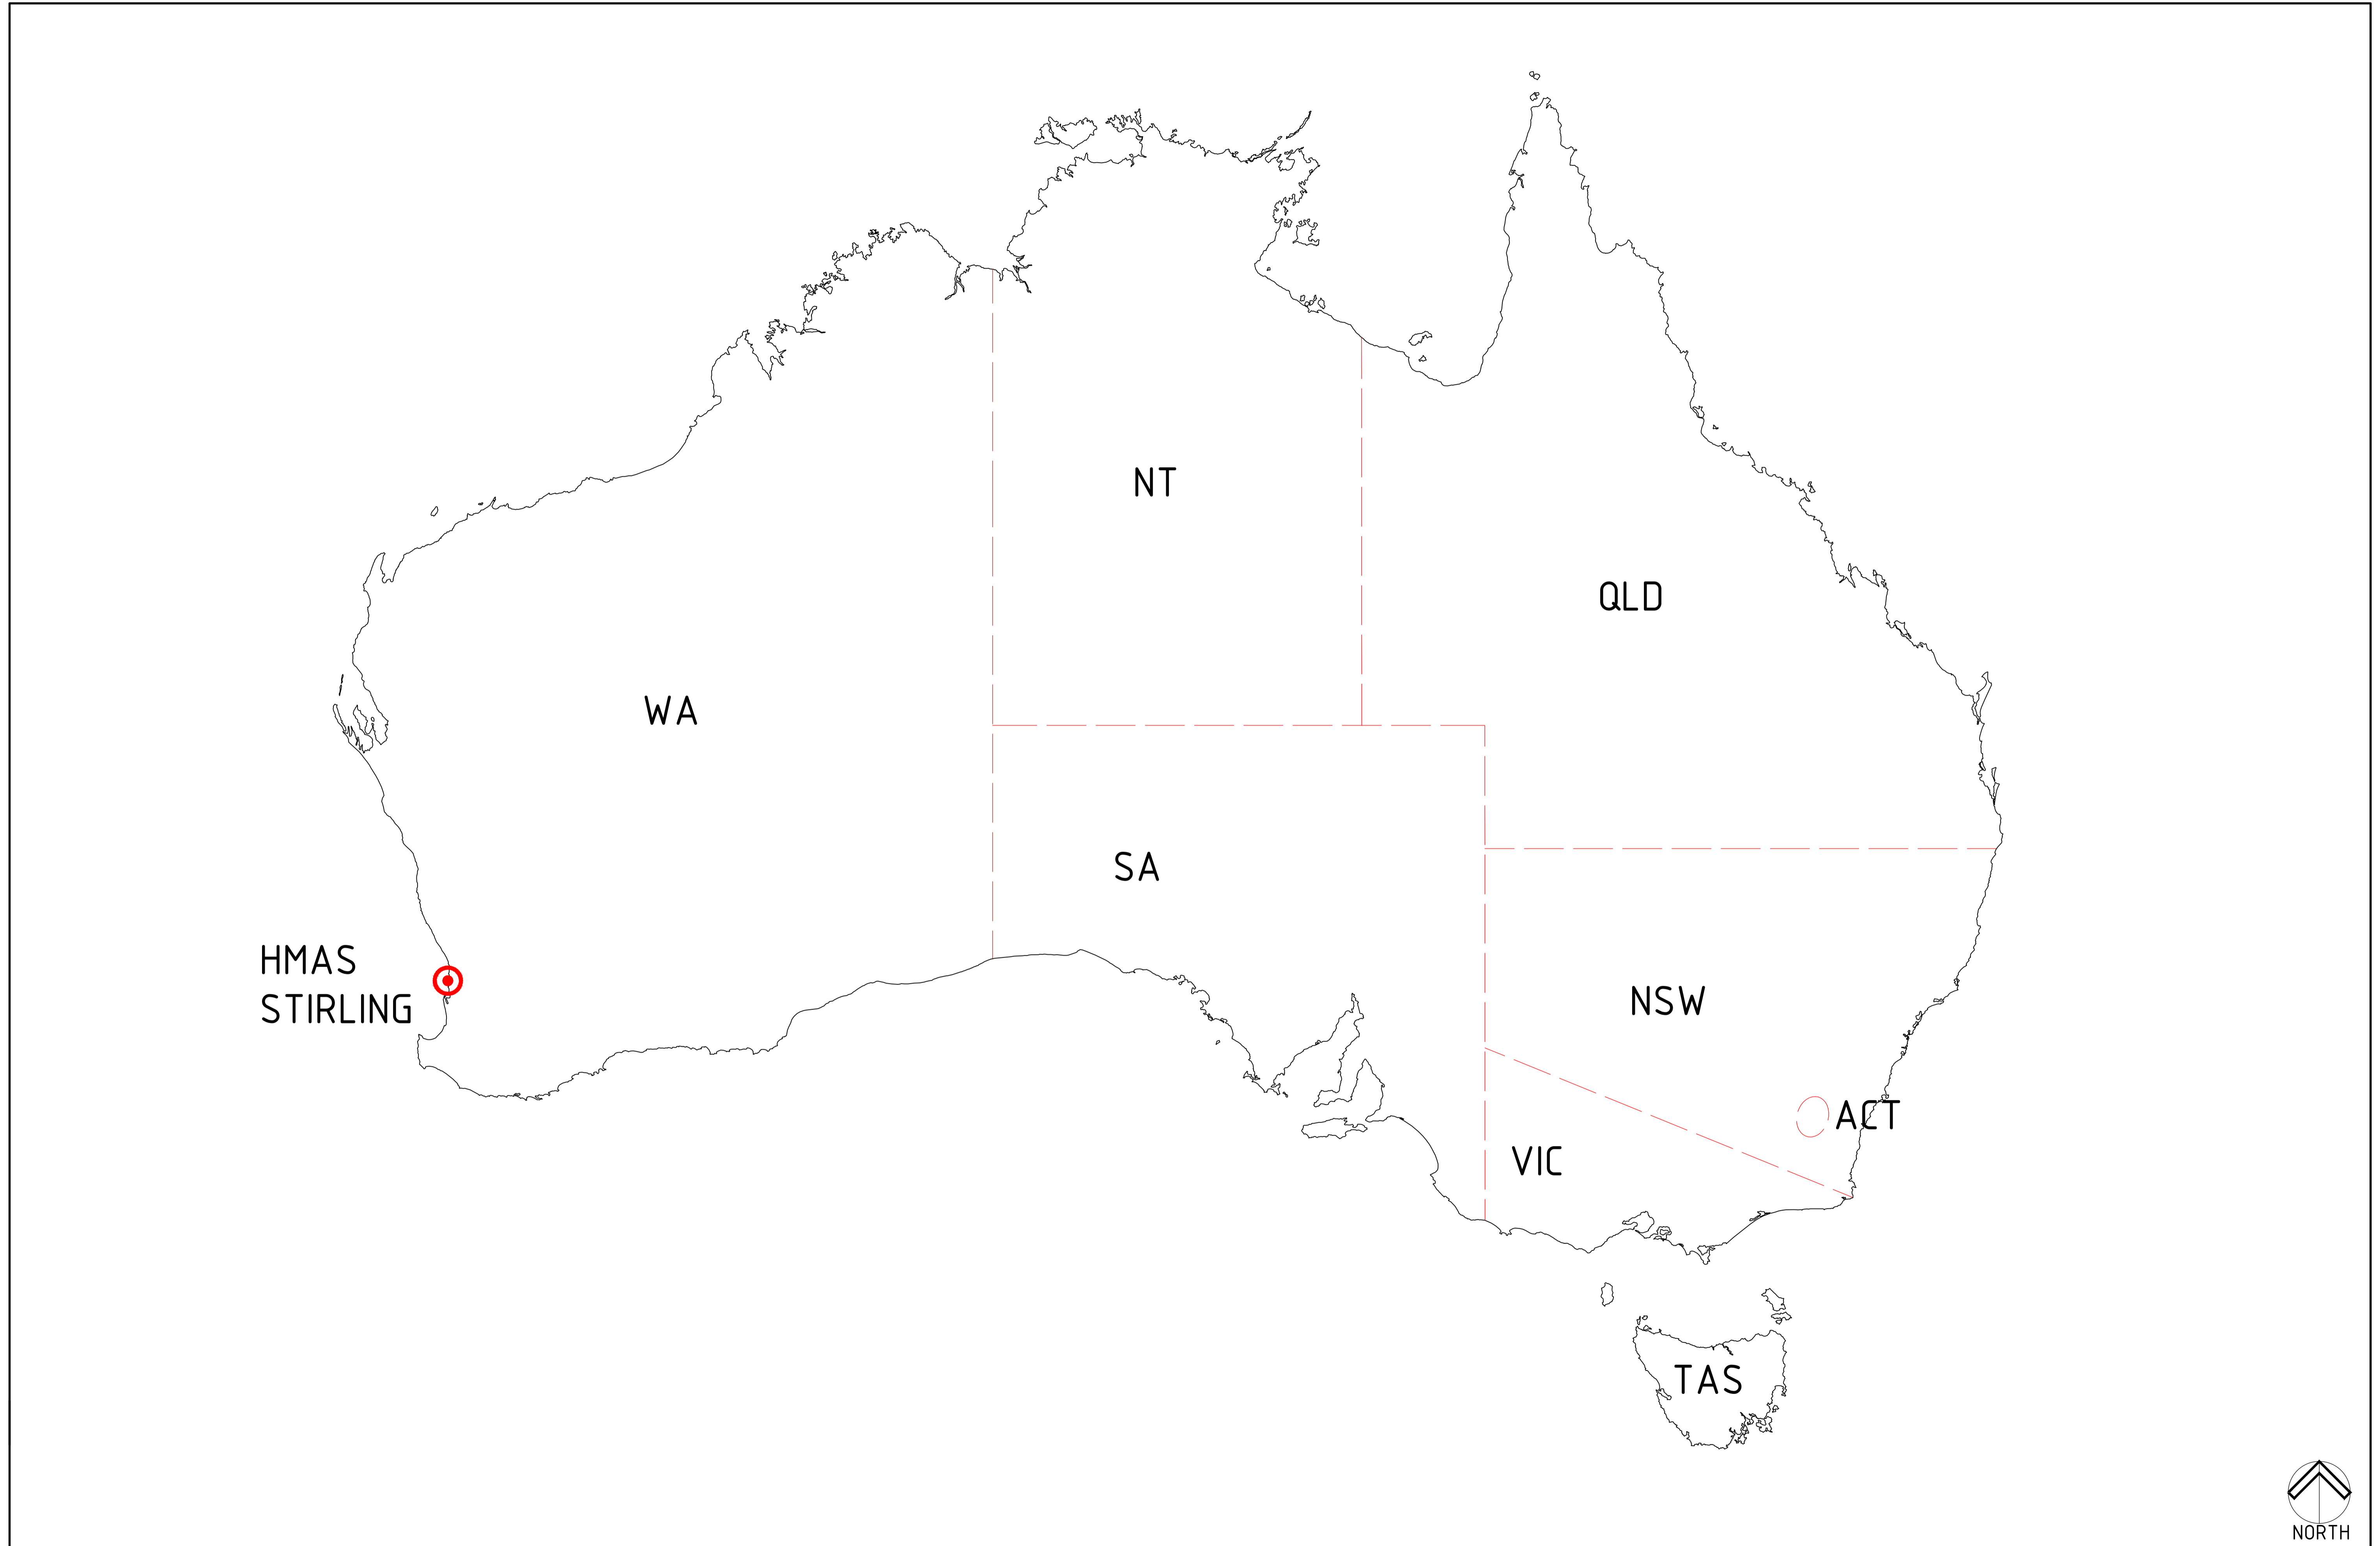 NT
QLD
WA
SA
HMAS
STIRLING
NSW
ACT
VIC
TAS
NORTH